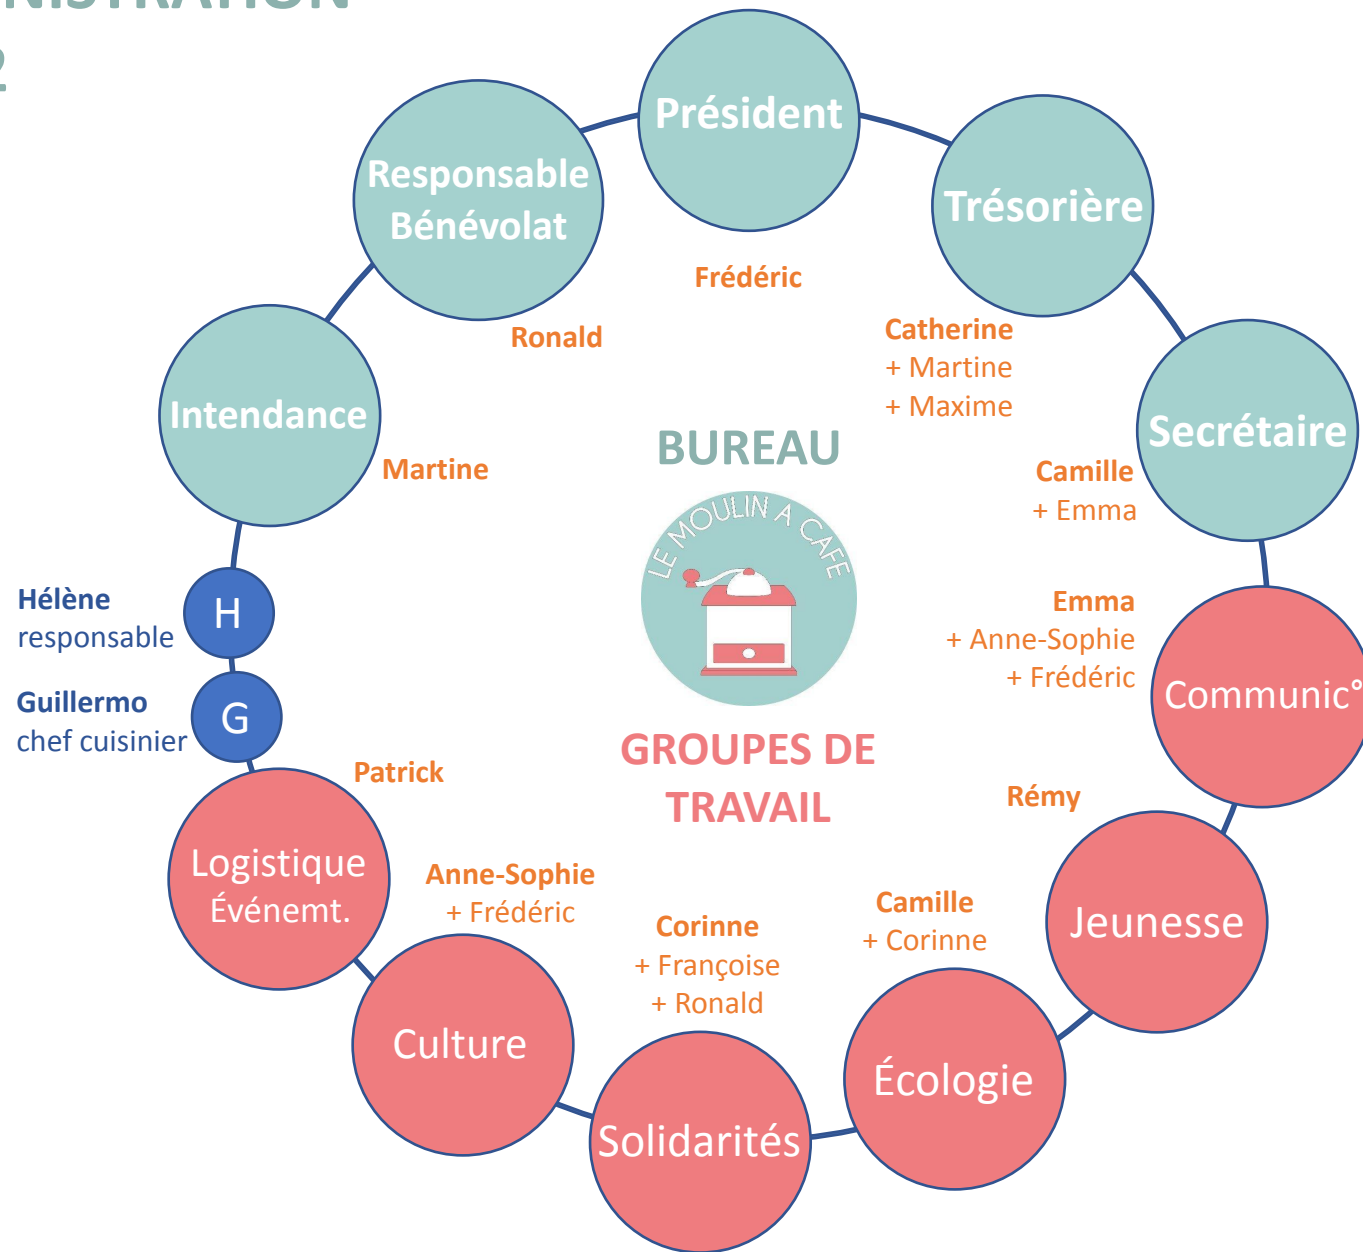 NISTRATION
2
Président
Responsable
Bénévolat
Trésorière
Frédéric
Ronald
Catherine
+ Martine
+ Maxime
Intendance
Secrétaire
Martine
BUREAU
Camille
+ Emma
LE MOULIN A CAFE
Hélène
responsable
H
Emma
+ Anne-Sophie
+ Frédéric
Communic°
Guillermo
chef cuisinier
G
GROUPES DE
TRAVAIL
Patrick
Rémy
Logistique
Événemt.
Anne-Sophie
+ Frédéric
Corinne
+ Françoise
+ Ronald
Camille
+ Corinne
Jeunesse
Culture
Écologie
Solidarités